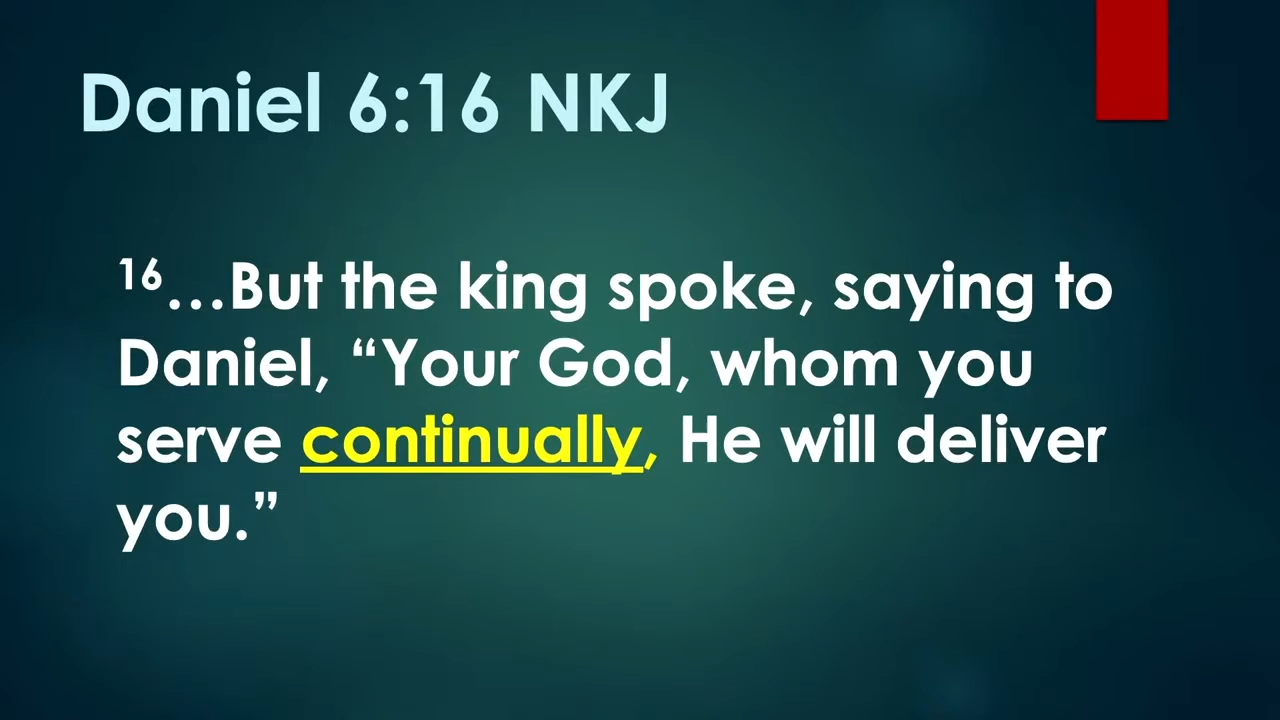 Daniel 6:16 NKJ
16…But the king spoke, saying to
Daniel, “Your God, whom you
serve continually, He will deliver
you.”